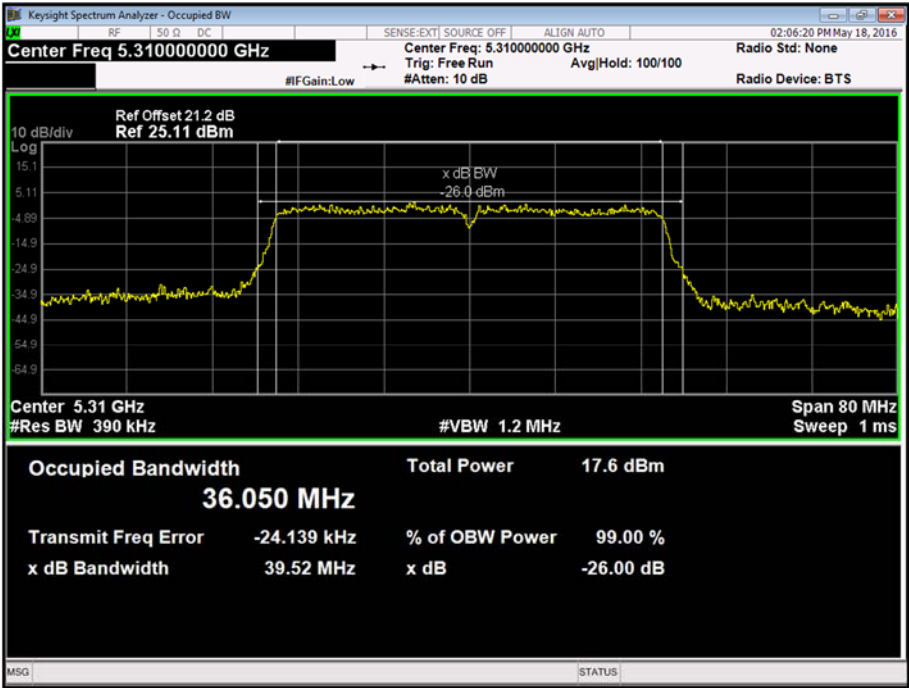 Keysight Spectrum Analyzer - Occupied BW
LXI RF 50 Ω DC SENSE:EXT SOURCE OFF ALIGN AUTO 02:06:20 PM May 18, 2016
Center Freq 5.310000000 GHz Center Freq: 5.310000000 GHz Radio Std: None
Trig: Free Run Avg|Hold: 100/100
#IFGain:Low #Atten: 10 dB Radio Device: BTS
Ref Offset 21.2 dB
10 dB/div Ref 25.11 dBm
Log
15.1
x dB BW
5.11
-26.0 dBm
-4.89
-14.9
-24.9
-34.9
-44.9
-54.9
-64.9
Center 5.31 GHz Span 80 MHz
#Res BW 390 kHz #VBW 1.2 MHz Sweep 1 ms
Occupied Bandwidth Total Power 17.6 dBm
36.050 MHz
Transmit Freq Error -24.139 kHz % of OBW Power 99.00 %
x dB Bandwidth 39.52 MHz x dB -26.00 dB
MSG STATUS